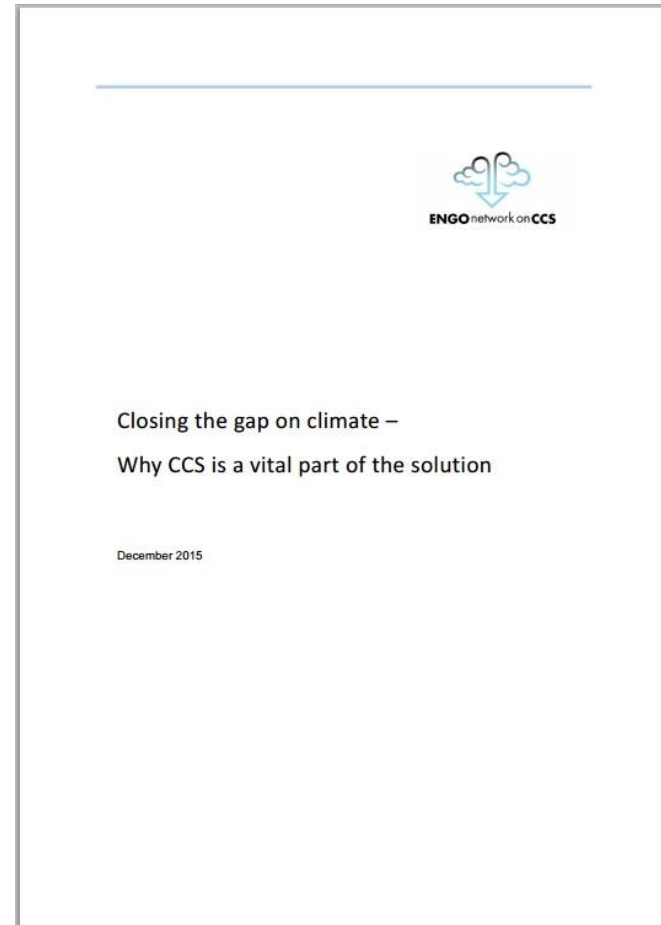 ENGO network on CCS
Closing the gap on climate –
Why CCS is a vital part of the solution
December 2015